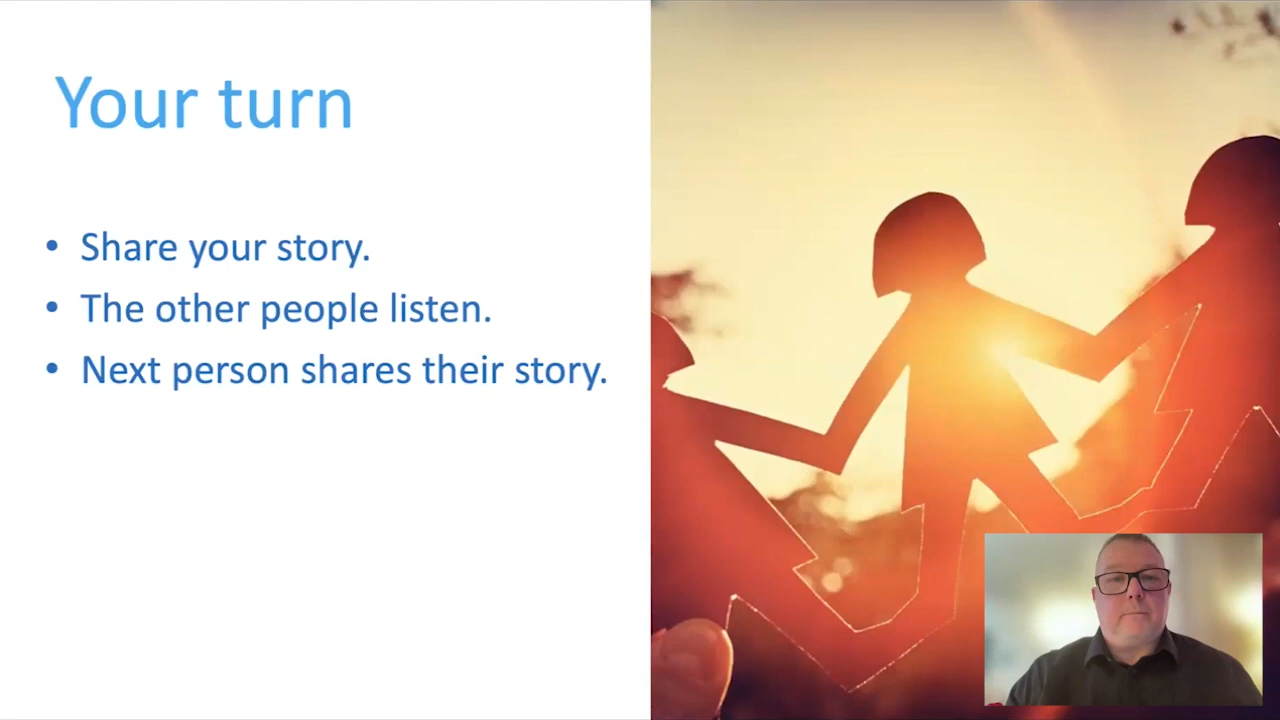 Your turn
• Share your story.
• The other people listen.
• Next person shares their story.